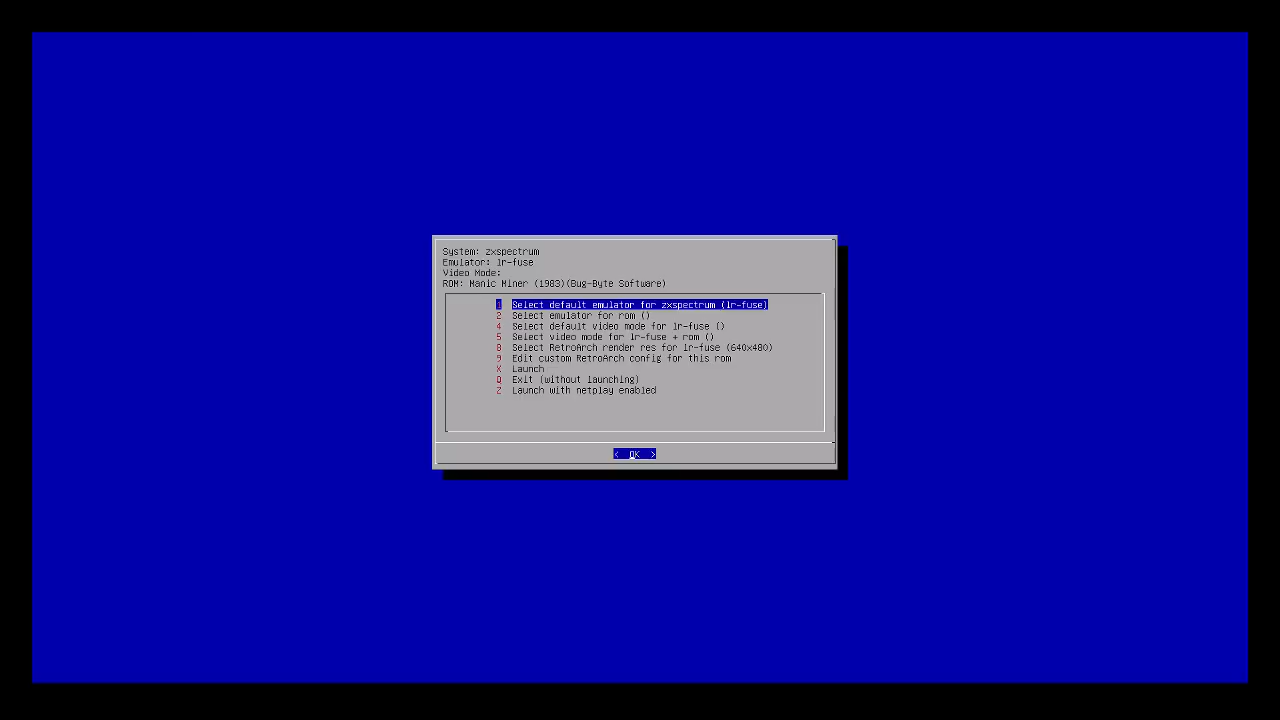 System: zxspectrum
Emulator: lr-fuse
Video Mode:
ROM: Manic Miner (1983)(Bug-Byte Software)
1 Select default emulator for zxspectrum (lr-fuse)
2 Select emulator for rom ()
4 Select default video mode for lr-fuse ()
5 Select video mode for lr-fuse + rom ()
8 Select RetroArch render res for lr-fuse (640x480)
9 Edit custom RetroArch config for this rom
X Launch
Q Exit (without launching)
Z Launch with netplay enabled
< OK >